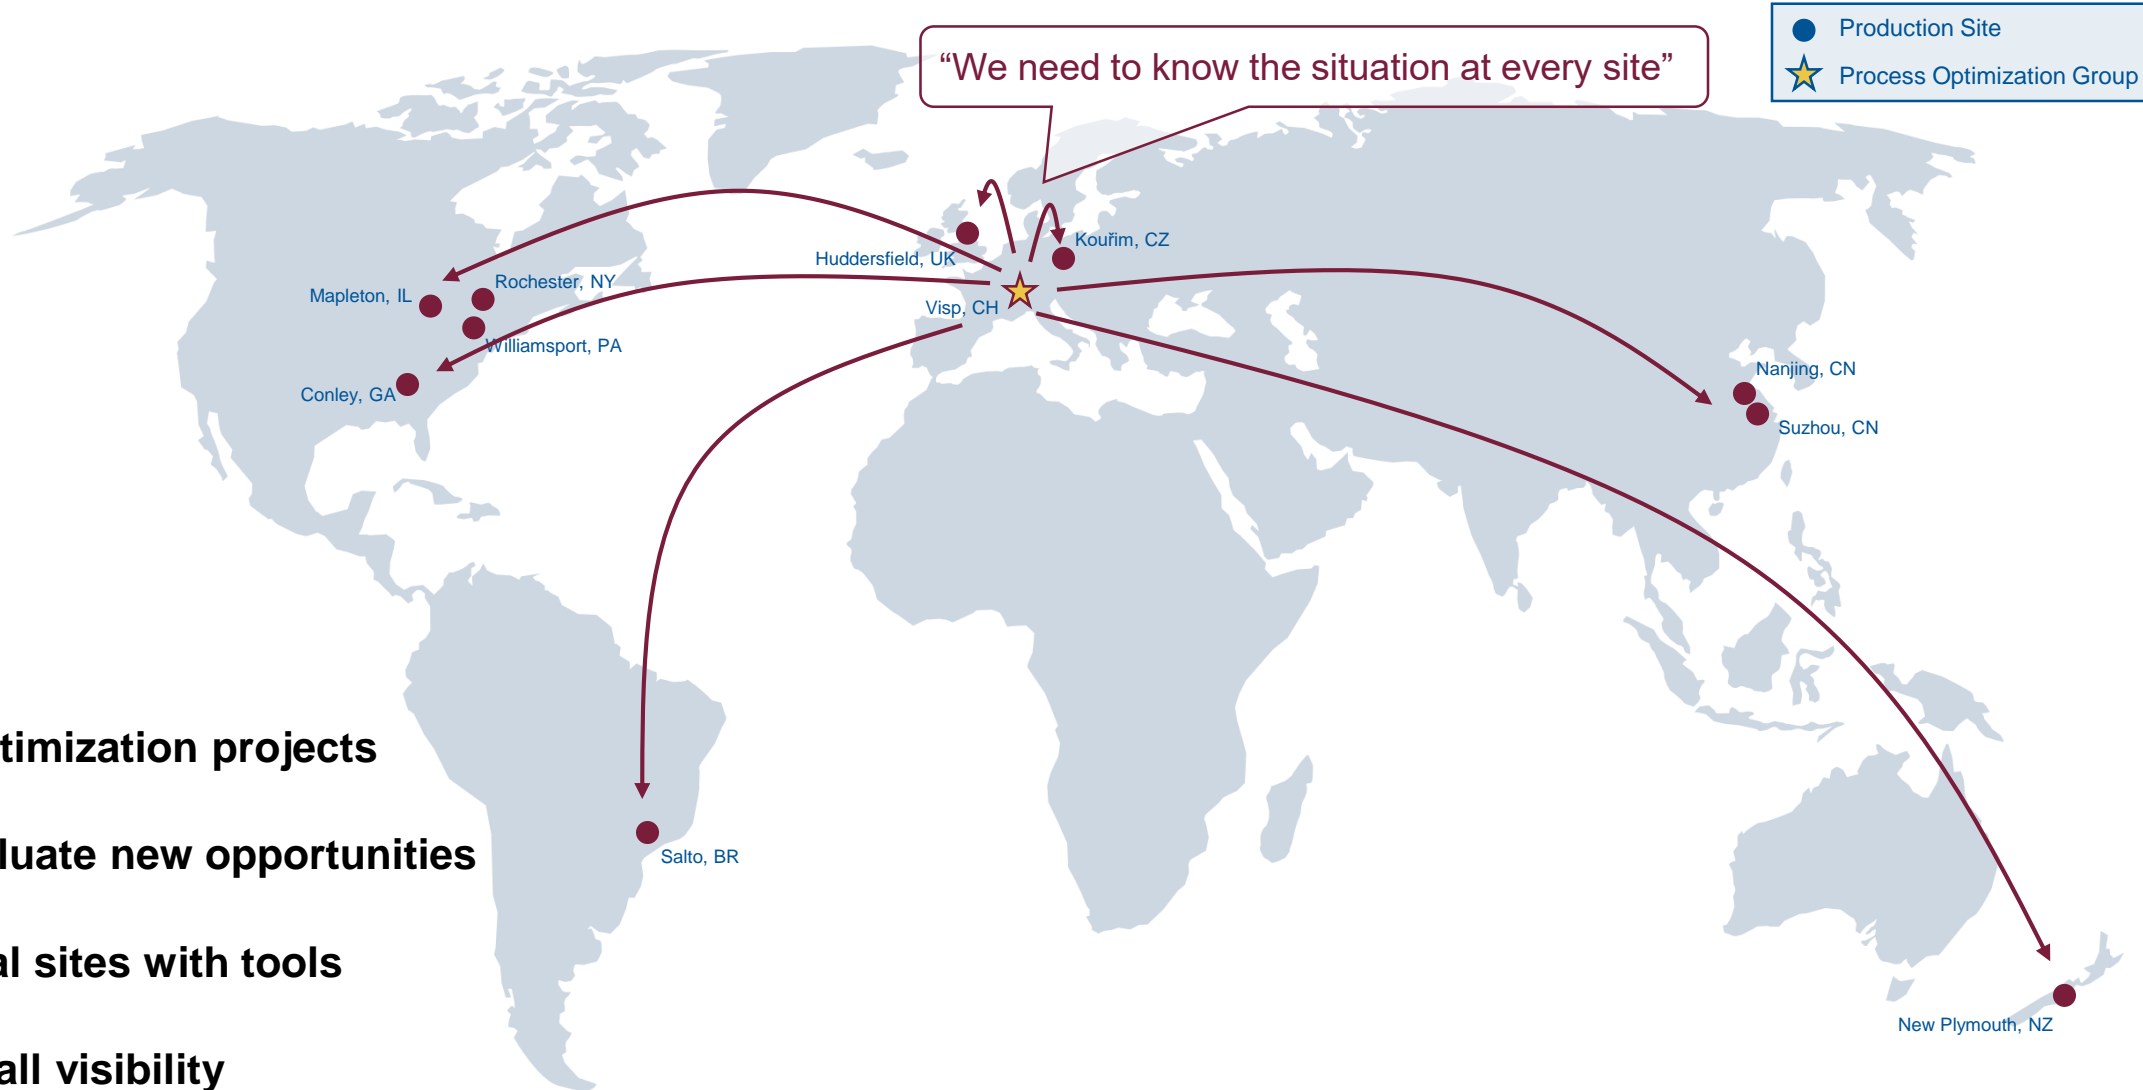 Production Site
“We need to know the situation at every site”
Process Optimization Group
Kouřim, CZ
Huddersfield, UK
Rochester, NY
Mapleton, IL
Visp, CH
Williamsport, PA
Nanjing, CN
Conley, GA
Suzhou, CN
timization projects
luate new opportunities
Salto, BR
al sites with tools
New Plymouth, NZ
all visibility